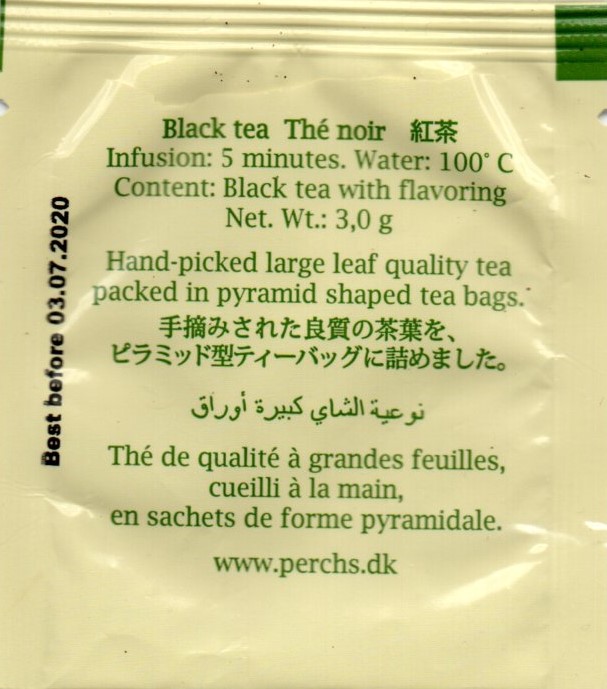 Black tea Thé noir 紅茶
Infusion: 5 minutes. Water: 100° C
Content: Black tea with flavoring
Net. Wt.: 3,0 g
Hand-picked large leaf quality tea
packed in pyramid shaped tea bags.
手摘みされた良質の茶葉を、
ピラミッド型ティーバッグに詰めました。
نوعية الشاي كبيرة أوراق
Thé de qualité à grandes feuilles,
cueilli à la main,
en sachets de forme pyramidale.
www.perchs.dk
Best before 03.07.2020